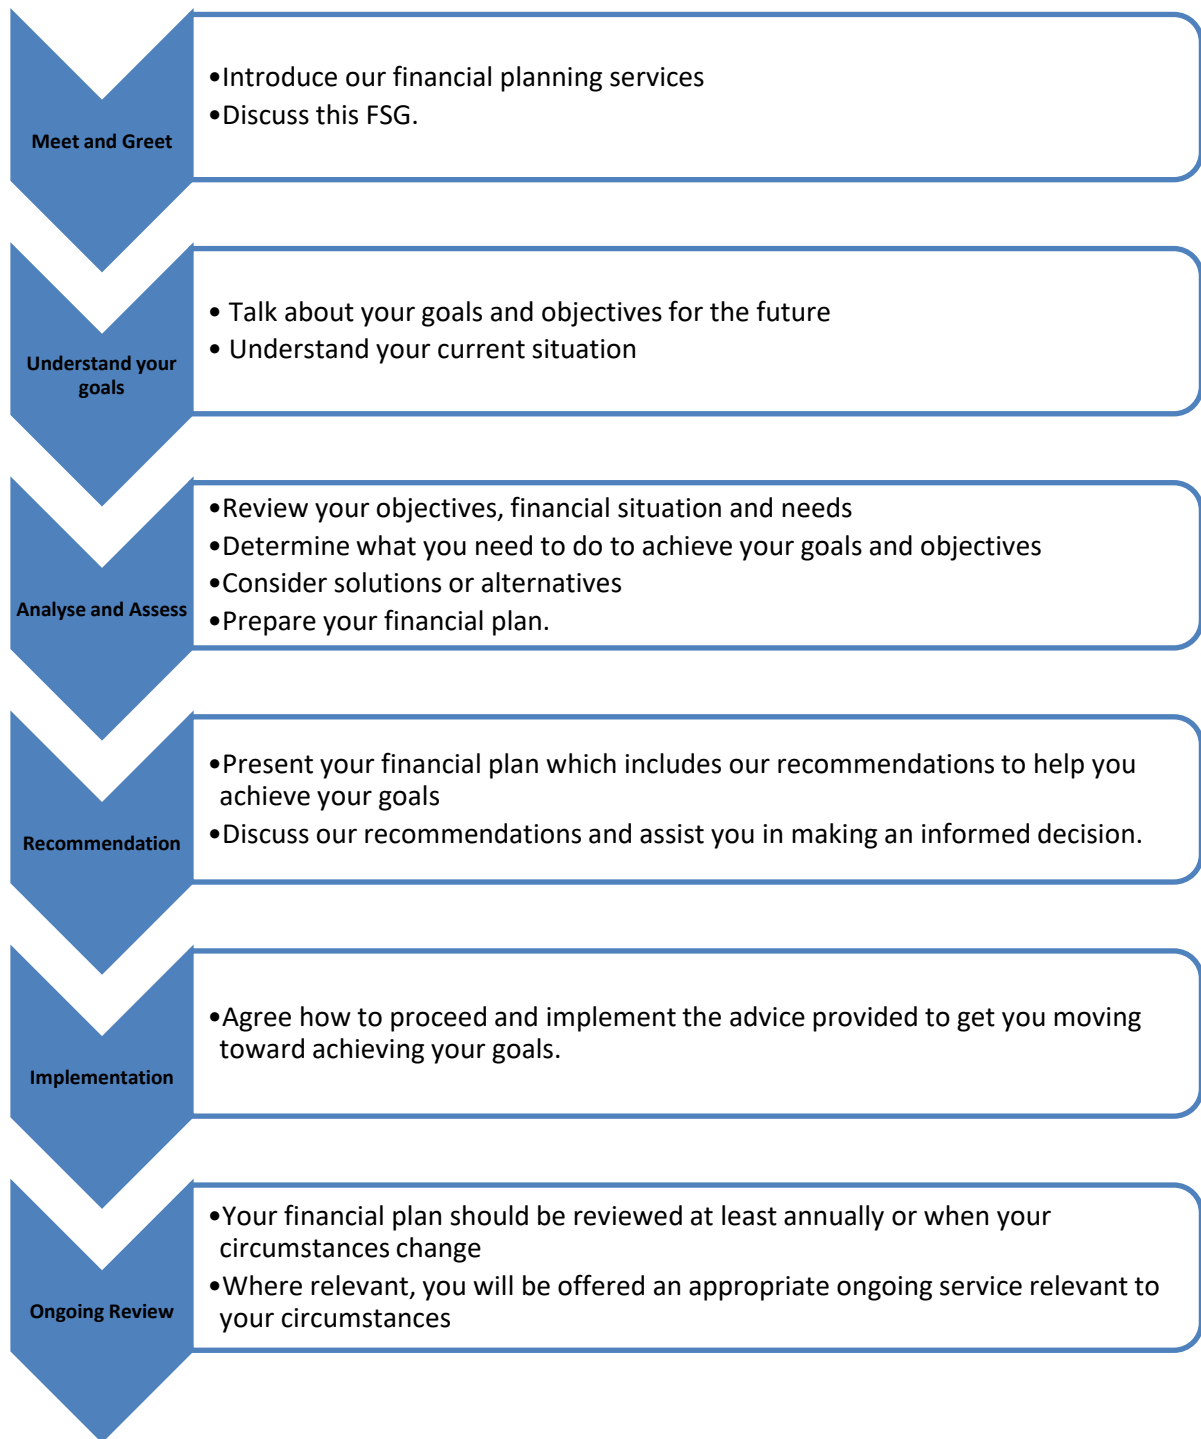 Meet and Greet
•Introduce our financial planning services
•Discuss this FSG.
Understand your
goals
• Talk about your goals and objectives for the future
• Understand your current situation
Analyse and Assess
•Review your objectives, financial situation and needs
•Determine what you need to do to achieve your goals and objectives
•Consider solutions or alternatives
•Prepare your financial plan.
Recommendation
•Present your financial plan which includes our recommendations to help you
achieve your goals
•Discuss our recommendations and assist you in making an informed decision.
Implementation
•Agree how to proceed and implement the advice provided to get you moving
toward achieving your goals.
Ongoing Review
•Your financial plan should be reviewed at least annually or when your
circumstances change
•Where relevant, you will be offered an appropriate ongoing service relevant to
your circumstances